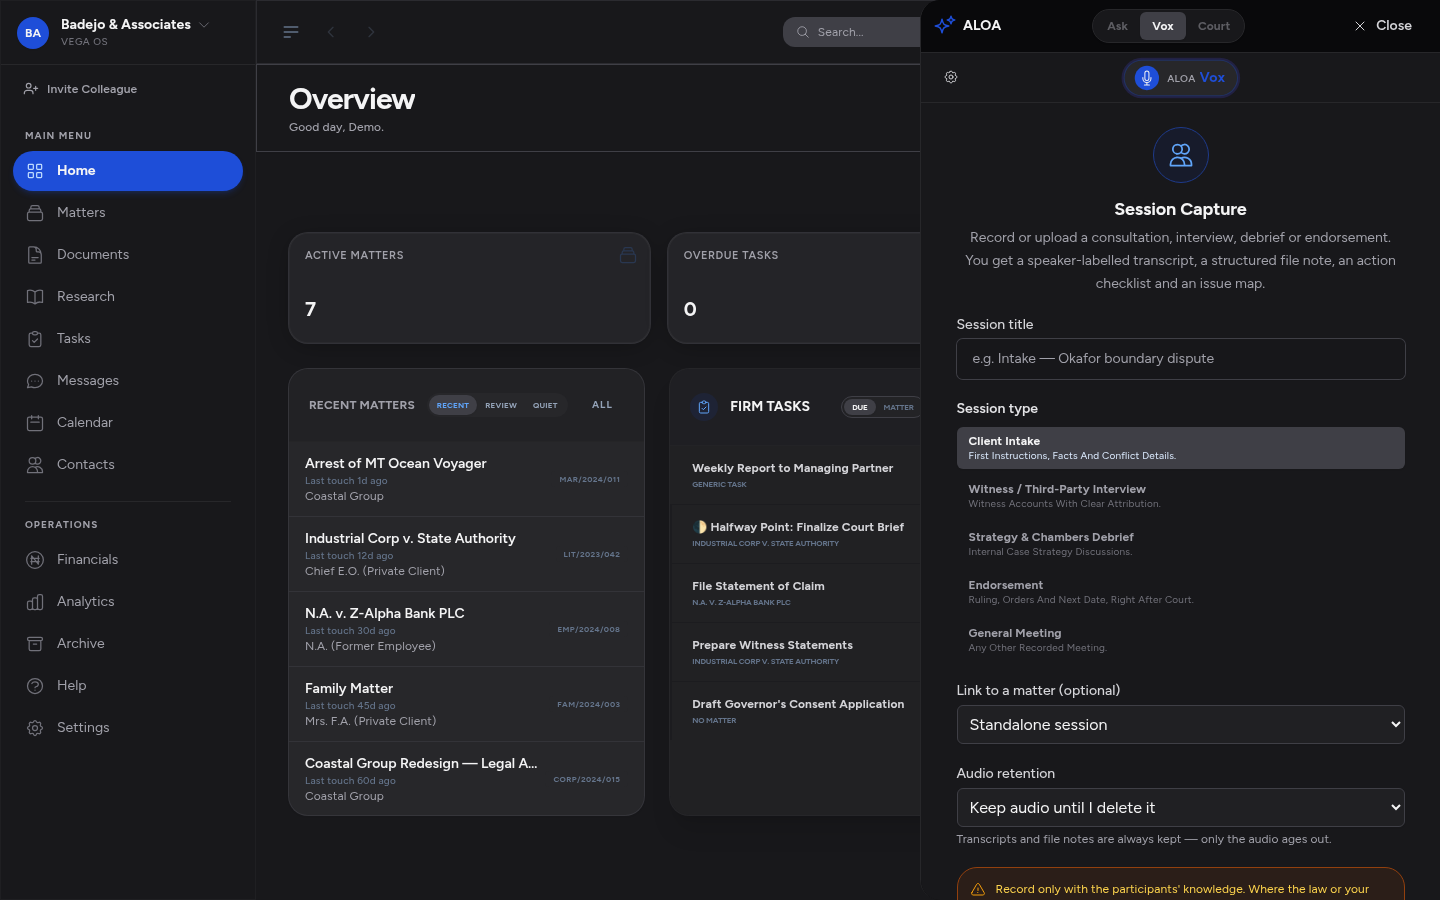 BA
Badejo & Associates
VEGA OS
Invite Colleague
MAIN MENU
Home
Matters
Documents
Research
Tasks
Messages
Calendar
Contacts
OPERATIONS
Financials
Analytics
Archive
Help
Settings
Search...
Overview
Good day, Demo.
ACTIVE MATTERS
7
OVERDUE TASKS
0
RECENT MATTERS
RECENT
REVIEW
QUIET
ALL
Arrest of MT Ocean Voyager
Last touch 1d ago
MAR/2024/011
Coastal Group
Industrial Corp v. State Authority
Last touch 12d ago
LIT/2023/042
Chief E.O. (Private Client)
N.A. v. Z-Alpha Bank PLC
Last touch 30d ago
EMP/2024/008
N.A. (Former Employee)
Family Matter
Last touch 45d ago
FAM/2024/003
Mrs. F.A. (Private Client)
Coastal Group Redesign — Legal A...
Last touch 60d ago
CORP/2024/015
Coastal Group
FIRM TASKS
DUE
MATTER
Weekly Report to Managing Partner
GENERIC TASK
🌓 Halfway Point: Finalize Court Brief
INDUSTRIAL CORP V. STATE AUTHORITY
File Statement of Claim
N.A. V. Z-ALPHA BANK PLC
Prepare Witness Statements
INDUSTRIAL CORP V. STATE AUTHORITY
Draft Governor's Consent Application
NO MATTER
ALOA
Ask
Vox
Court
Close
ALOA Vox
Session Capture
Record or upload a consultation, interview, debrief or endorsement.
You get a speaker-labelled transcript, a structured file note, an action
checklist and an issue map.
Session title
e.g. Intake — Okafor boundary dispute
Session type
Client Intake
First Instructions, Facts And Conflict Details.
Witness / Third-Party Interview
Witness Accounts With Clear Attribution.
Strategy & Chambers Debrief
Internal Case Strategy Discussions.
Endorsement
Ruling, Orders And Next Date, Right After Court.
General Meeting
Any Other Recorded Meeting.
Link to a matter (optional)
Standalone session
Audio retention
Keep audio until I delete it
Transcripts and file notes are always kept — only the audio ages out.
Record only with the participants' knowledge. Where the law or your